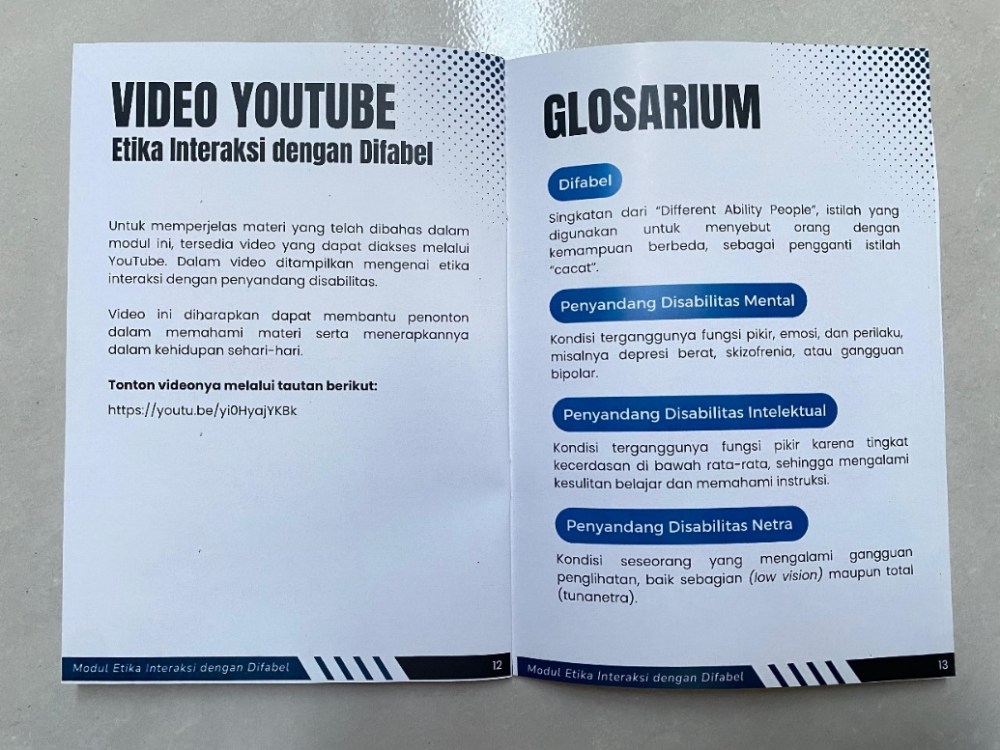 VIDEO YOUTUBE
Etika Interaksi dengan Difabel
Untuk memperjelas materi yang telah dibahas dalam
modul ini, tersedia video yang dapat diakses melalui
YouTube. Dalam video ditampilkan mengenai etika
interaksi dengan penyandang disabilitas.
Video ini diharapkan dapat membantu penonton
dalam memahami materi serta menerapkannya
dalam kehidupan sehari-hari.
Tonton videonya melalui tautan berikut:
https://youtu.be/yi0HyajYKBk
Modul Etika Interaksi dengan Difabel
12
GLOSARIUM
Difabel
Singkatan dari “Different Ability People”, istilah yang
digunakan untuk menyebut orang dengan
kemampuan berbeda, sebagai pengganti istilah
“cacat”.
Penyandang Disabilitas Mental
Kondisi terganggunya fungsi pikir, emosi, dan perilaku,
misalnya depresi berat, skizofrenia, atau gangguan
bipolar.
Penyandang Disabilitas Intelektual
Kondisi terganggunya fungsi pikir karena tingkat
kecerdasan di bawah rata-rata, sehingga mengalami
kesulitan belajar dan memahami instruksi.
Penyandang Disabilitas Netra
Kondisi seseorang yang mengalami gangguan
penglihatan, baik sebagian (low vision) maupun total
(tunanetra).
Modul Etika Interaksi dengan Difabel
13